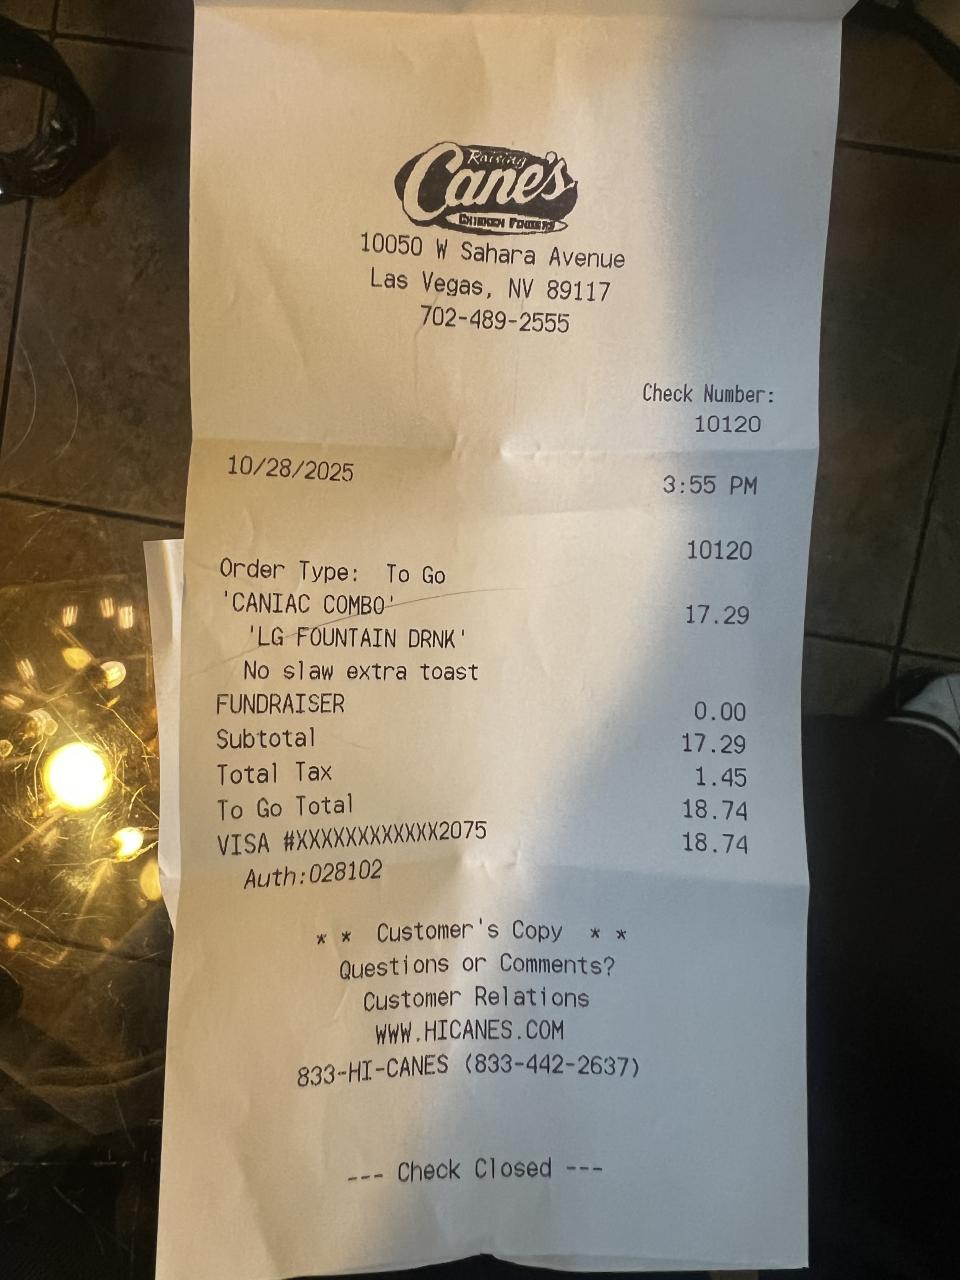 Raising
Cane's
CHICKEN FINGERS
10050 W Sahara Avenue
Las Vegas, NV 89117
702-489-2555
Check Number:
10120
10/28/2025 3:55 PM
10120
Order Type: To Go
'CANIAC COMBO' 17.29
'LG FOUNTAIN DRNK'
No slaw extra toast
FUNDRAISER 0.00
Subtotal 17.29
Total Tax 1.45
To Go Total 18.74
VISA #XXXXXXXXXXXX2075 18.74
Auth:028102
* * Customer's Copy * *
Questions or Comments?
Customer Relations
WWW.HICANES.COM
833-HI-CANES (833-442-2637)
--- Check Closed ---